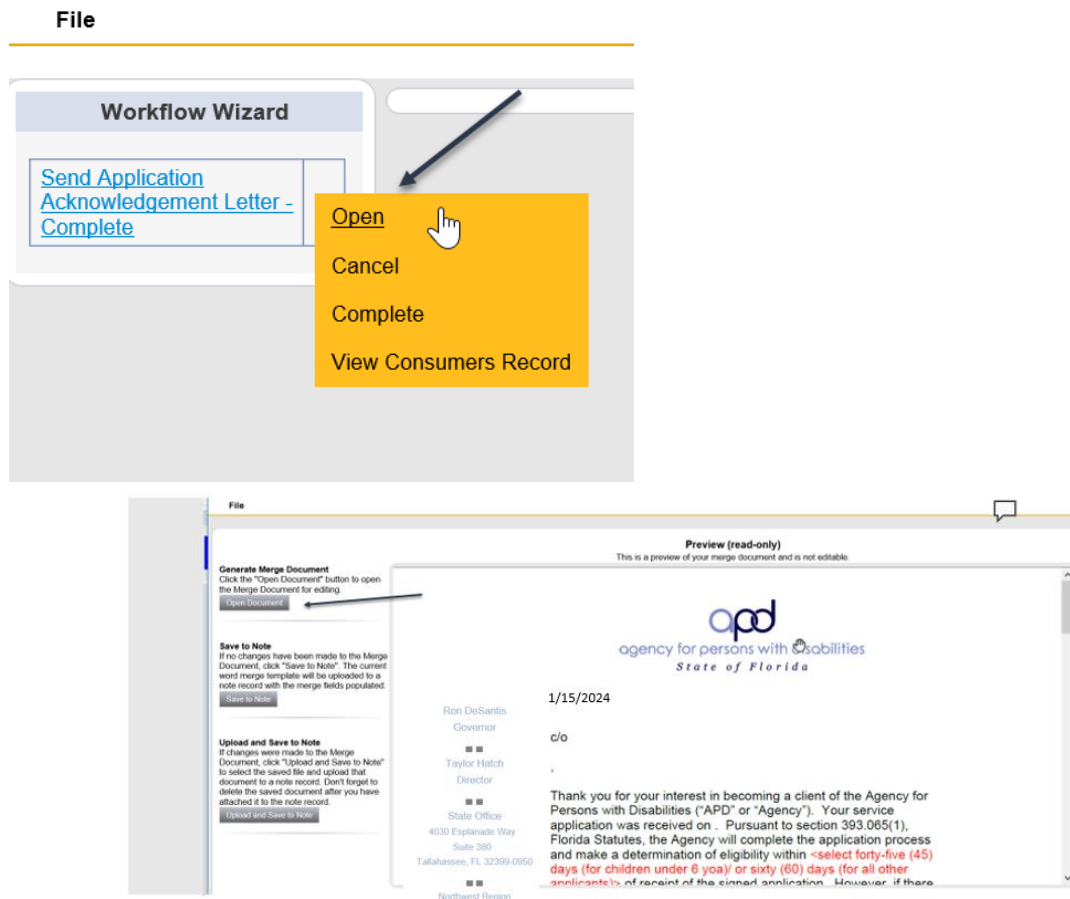 File
Workflow Wizard
Send Application
Acknowledgement Letter -
Complete
Open
Cancel
Complete
View Consumers Record
File
Generate Merge Document
Click the "Open Document" button to open
the Merge Document for editing.
Open Document
Save to Note
If no changes have been made to the Merge
Document, click "Save to Note". The current
word merge template will be uploaded to a
note record with the merge fields populated.
Save to Note
Upload and Save to Note
If changes were made to the Merge
Document, click "Upload and Save to Note"
to select the saved file and upload that
document to a note record. Don't forget to
delete the saved document after you have
attached it to the note record.
Upload and Save to Note
Preview (read-only)
This is a preview of your merge document and is not editable.
apd
agency for persons with disabilities
State of Florida
Ron DeSantis
Governor
Taylor Hatch
Director
State Office
4030 Esplanade Way
Suite 380
Tallahassee, FL 32399-0950
Northwest Region
1/15/2024
c/o
,
Thank you for your interest in becoming a client of the Agency for
Persons with Disabilities ("APD" or "Agency").  Your service
application was received on .  Pursuant to section 393.065(1),
Florida Statutes, the Agency will complete the application process
and make a determination of eligibility within <select forty-five (45)
days (for children under 6 yoa)/ or sixty (60) days (for all other
applicants)> of receipt of the signed application.  However, if there